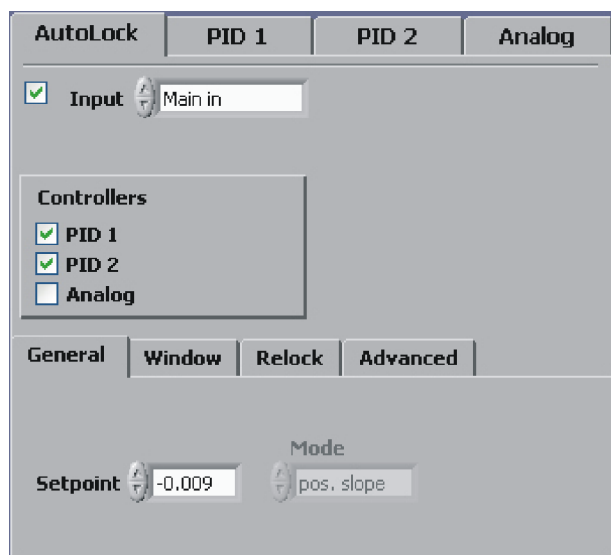 AutoLock PID 1 PID 2 Analog
Input Main in
Controllers
PID 1
PID 2
Analog
General Window Relock Advanced
Mode
Setpoint -0.009 pos. slope